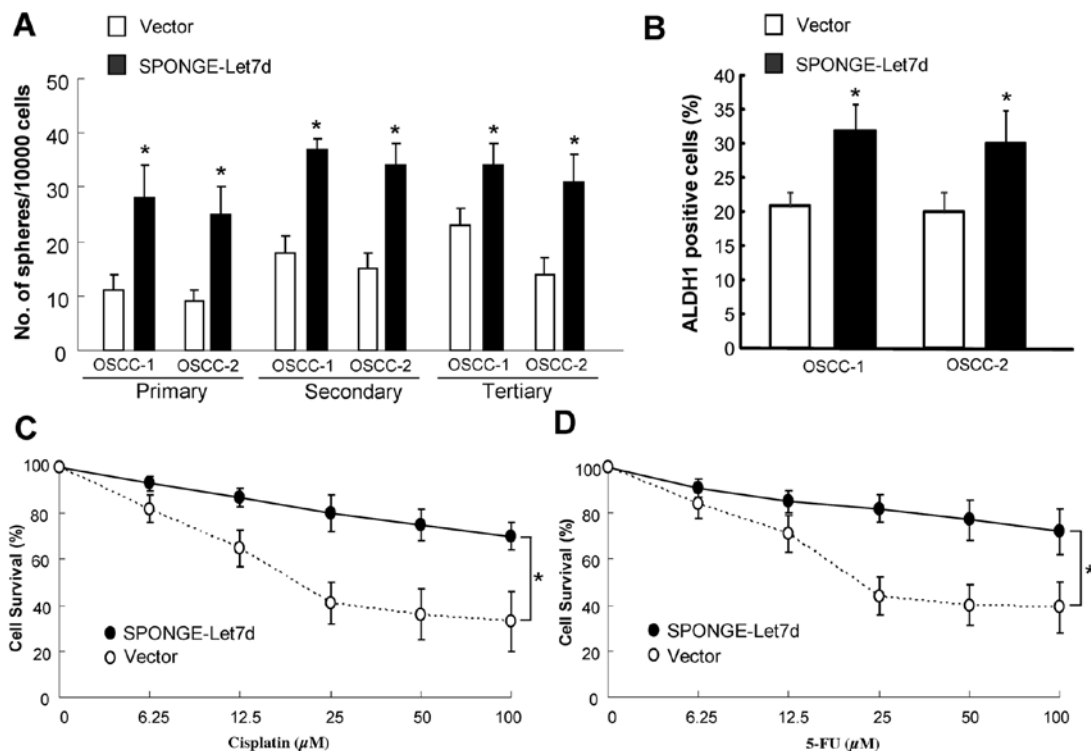 A
Vector
SPONGE-Let7d
No. of spheres/10000 cells
50
40
30
20
10
0
* * * * * *
OSCC-1 OSCC-2 OSCC-1 OSCC-2 OSCC-1 OSCC-2
Primary Secondary Tertiary
B
Vector
SPONGE-Let7d
ALDH1 positive cells (%)
40
35
30
25
20
15
10
5
0
* *
OSCC-1 OSCC-2
C
Cell Survival (%)
100
80
60
40
20
0
*
SPONGE-Let7d
Vector
0 6.25 12.5 25 50 100
Cisplatin (µM)
D
Cell Survival (%)
100
80
60
40
20
0
*
SPONGE-Let7d
Vector
0 6.25 12.5 25 50 100
5-FU (µM)